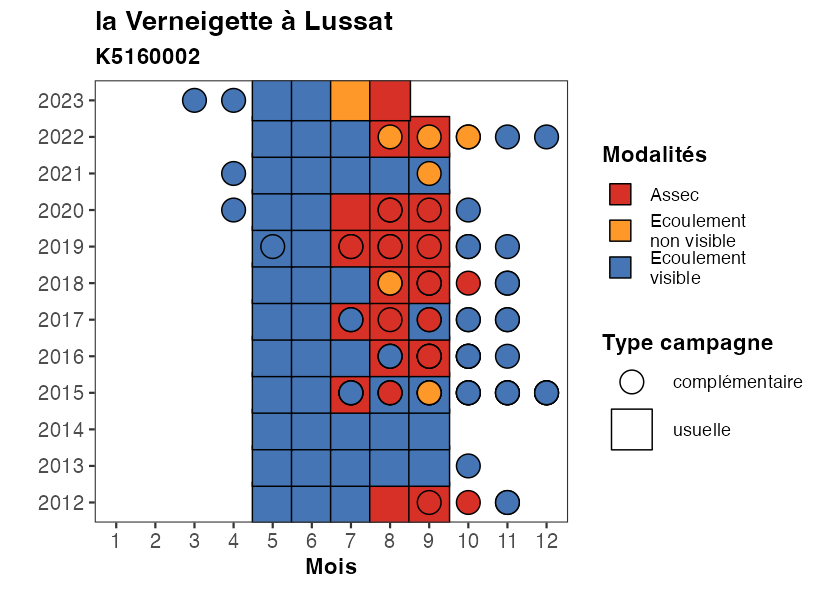 la Verneigette à Lussat
K5160002
2023
2022
2021
2020
2019
2018
2017
2016
2015
2014
2013
2012
1 2 3 4 5 6 7 8 9 10 11 12
Mois
Modalités
Assec
Ecoulement
non visible
Ecoulement
visible
Type campagne
complémentaire
usuelle